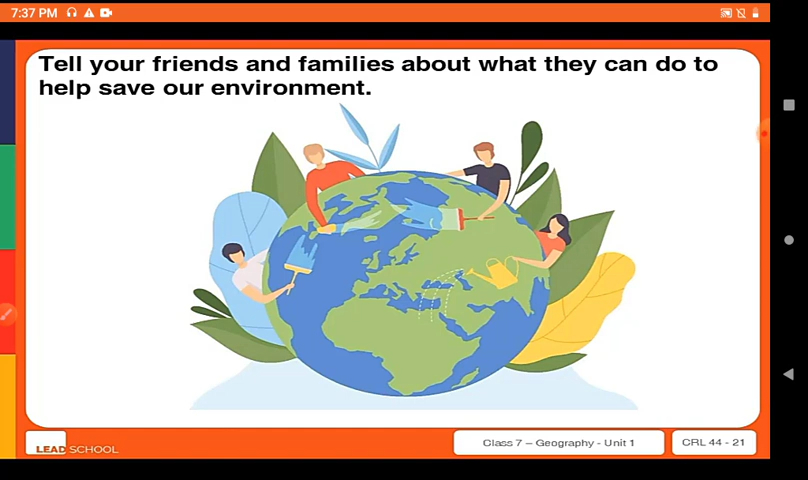 7:37 PM
Tell your friends and families about what they can do to
help save our environment.
LEAD SCHOOL
Class 7 – Geography - Unit 1
CRL 44 - 21